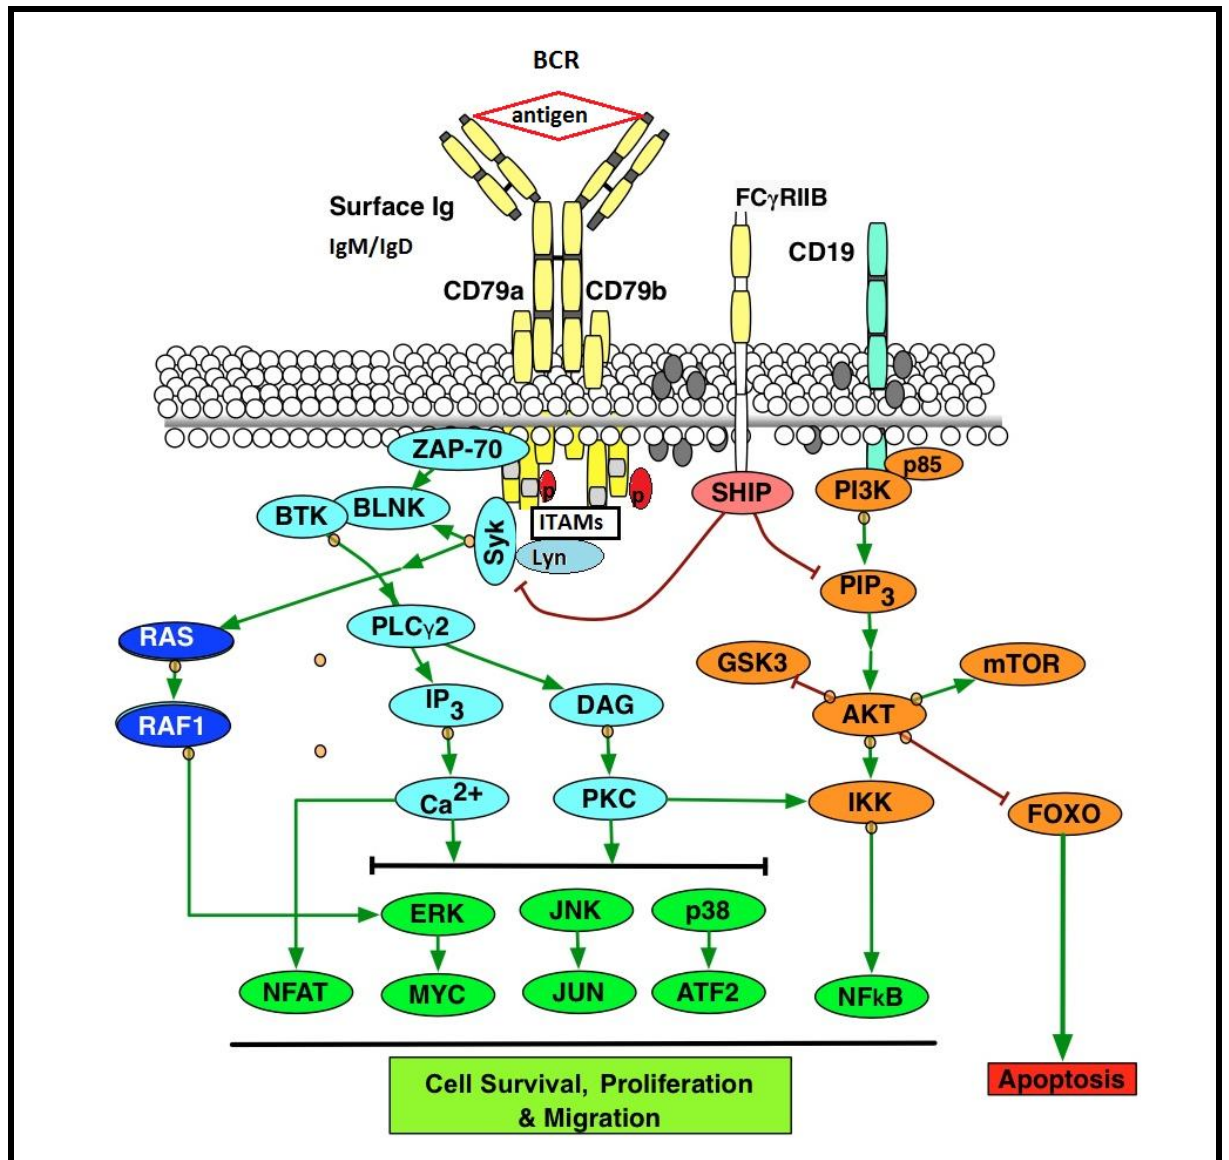 BCR
antigen
FCγRIIB
Surface Ig
IgM/IgD
CD19
CD79a
CD79b
ZAP-70
p85
p
p
SHIP
PI3K
BTK
BLNK
Syk
ITAMs
Lyn
PIP3
RAS
PLCγ2
GSK3
mTOR
IP3
DAG
AKT
RAF1
Ca2+
PKC
IKK
FOXO
ERK
JNK
p38
NFAT
MYC
JUN
ATF2
NFkB
Cell Survival, Proliferation
& Migration
Apoptosis